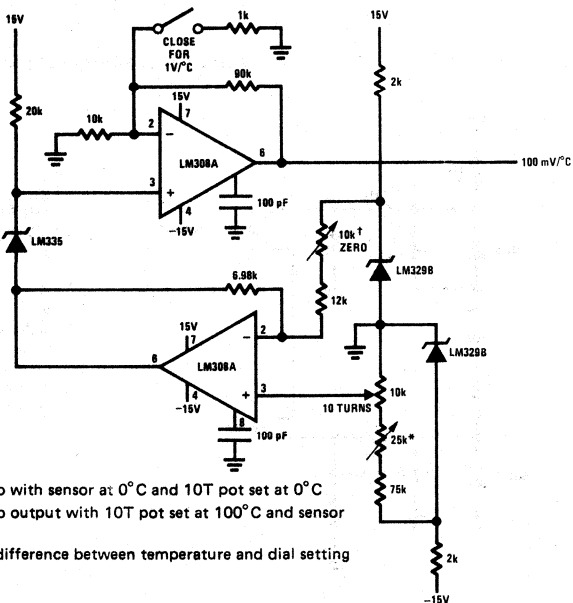 15V
15V
CLOSE
FOR
1V/°C
1k
20k
10k
90k
2k
15V
7
2
−
LM308A
6
3
+
4
−15V
100 pF
100 mV/°C
10k†
ZERO
LM335
12k
LM329B
6.98k
15V
7
2
−
6
LM308A
3
+
4
−15V
8
100 pF
10 TURNS
10k
LM329B
25k*
75k
2k
−15V
o with sensor at 0°C and 10T pot set at 0°C
o output with 10T pot set at 100°C and sensor
difference between temperature and dial setting